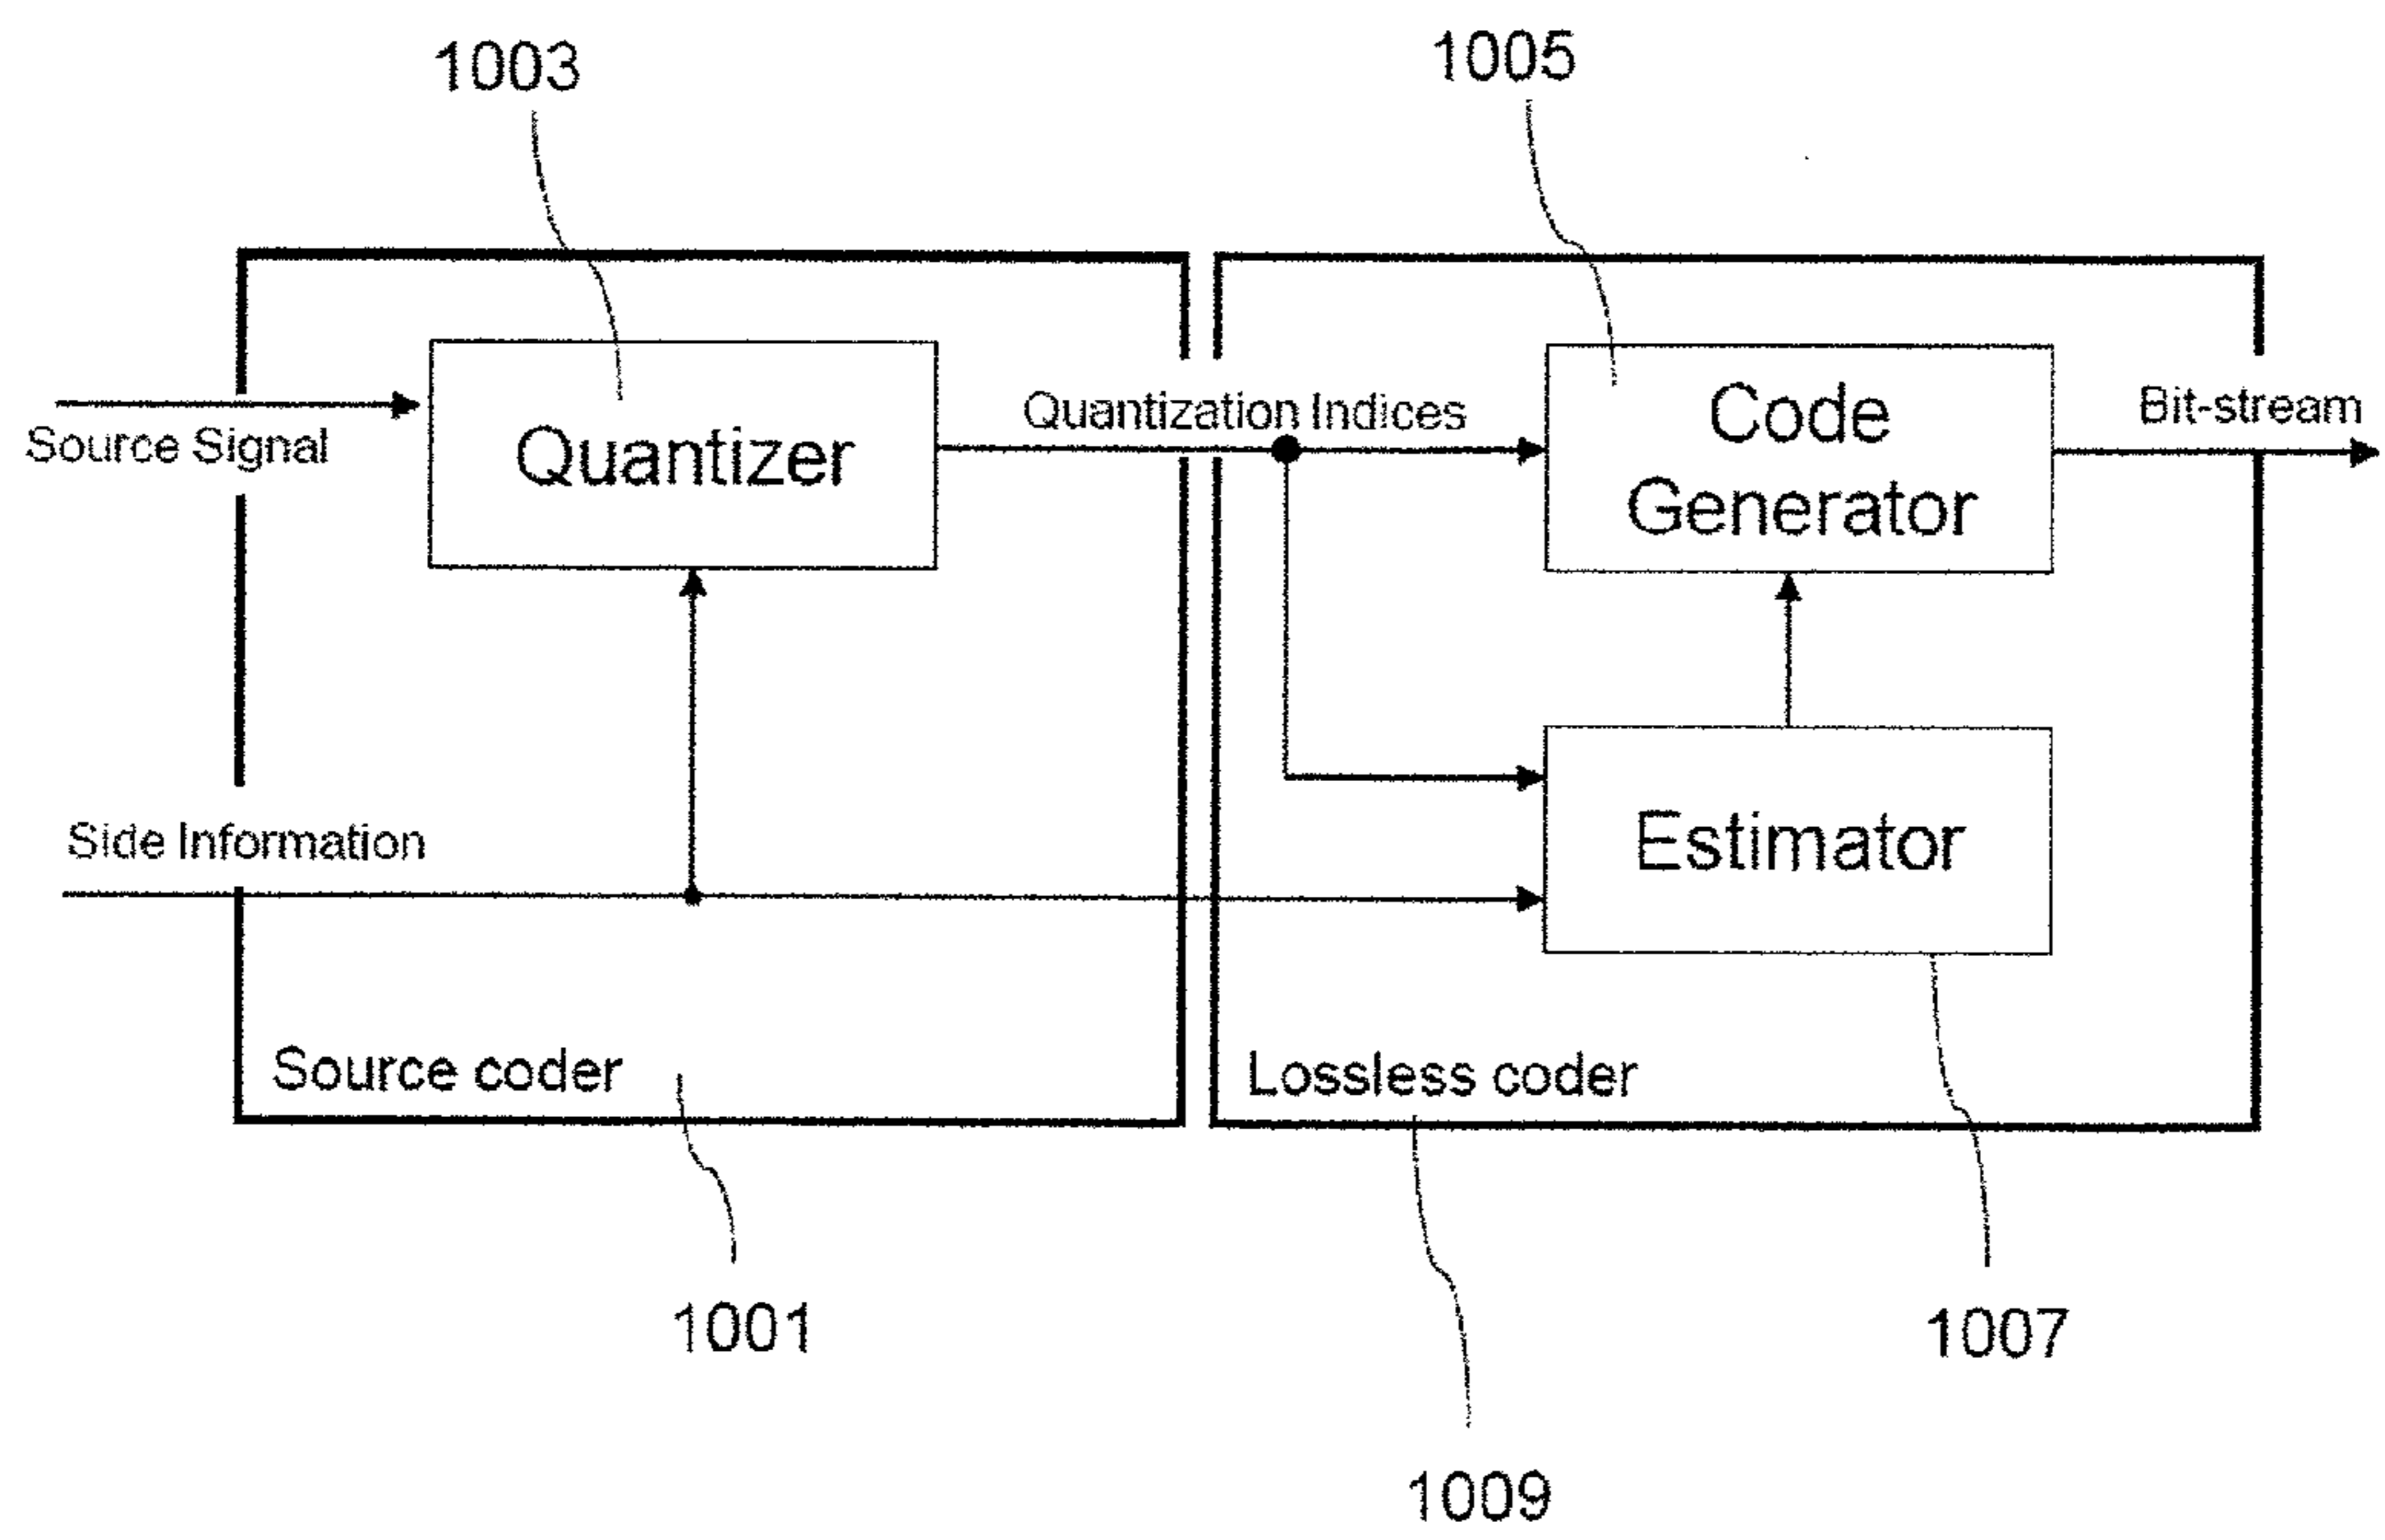 1003
1005
Source Signal
Quantizer
Quantization Indices
Code
Generator
Bit-stream
Side Information
Estimator
Source coder
Lossless coder
1001
1007
1009